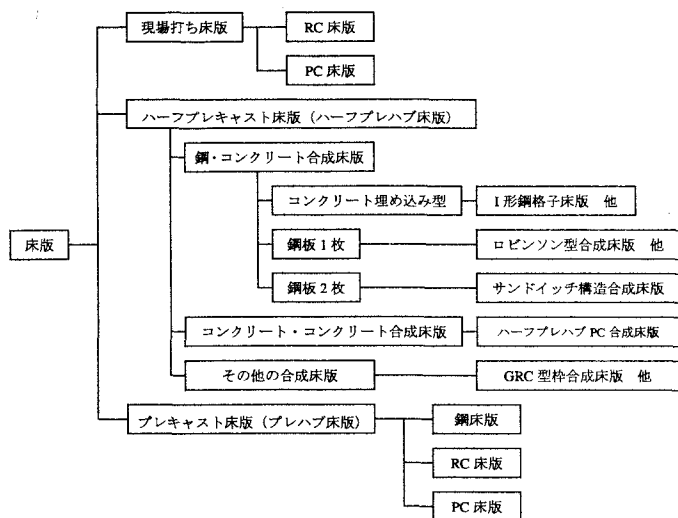 現場打ち床版
RC 床版
PC 床版
ハーフプレキャスト床版（ハーフプレハブ床版）
鋼・コンクリート合成床版
コンクリート埋め込み型
I 形鋼格子床版 他
床版
鋼板 1 枚
ロビンソン型合成床版 他
鋼板 2 枚
サンドイッチ構造合成床版
コンクリート・コンクリート合成床版
ハーフプレハブ PC 合成床版
その他の合成床版
GRC 型枠合成床版 他
プレキャスト床版（プレハブ床版）
鋼床版
RC 床版
PC 床版